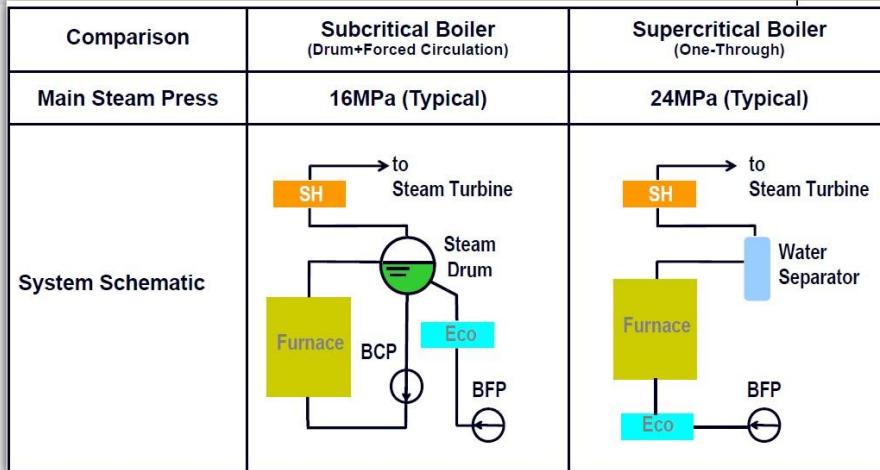 Comparison
Subcritical Boiler
(Drum+Forced Circulation)
Supercritical Boiler
(One-Through)
Main Steam Press
16MPa (Typical)
24MPa (Typical)
System Schematic
to
Steam Turbine
SH
Steam
Drum
Furnace
BCP
Eco
BFP
to
Steam Turbine
SH
Water
Separator
Furnace
BFP
Eco